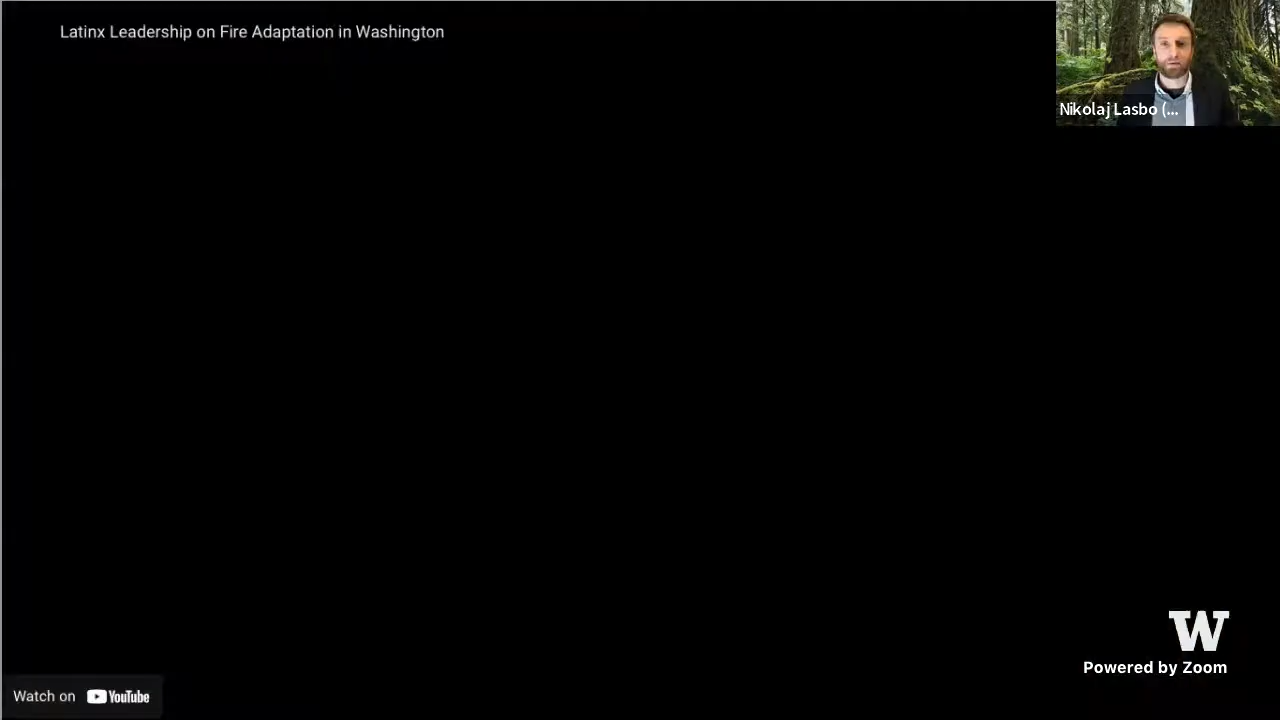 Latinx Leadership on Fire Adaptation in Washington
Nikolaj Lasbo (...
W
Powered by Zoom
Watch on YouTube